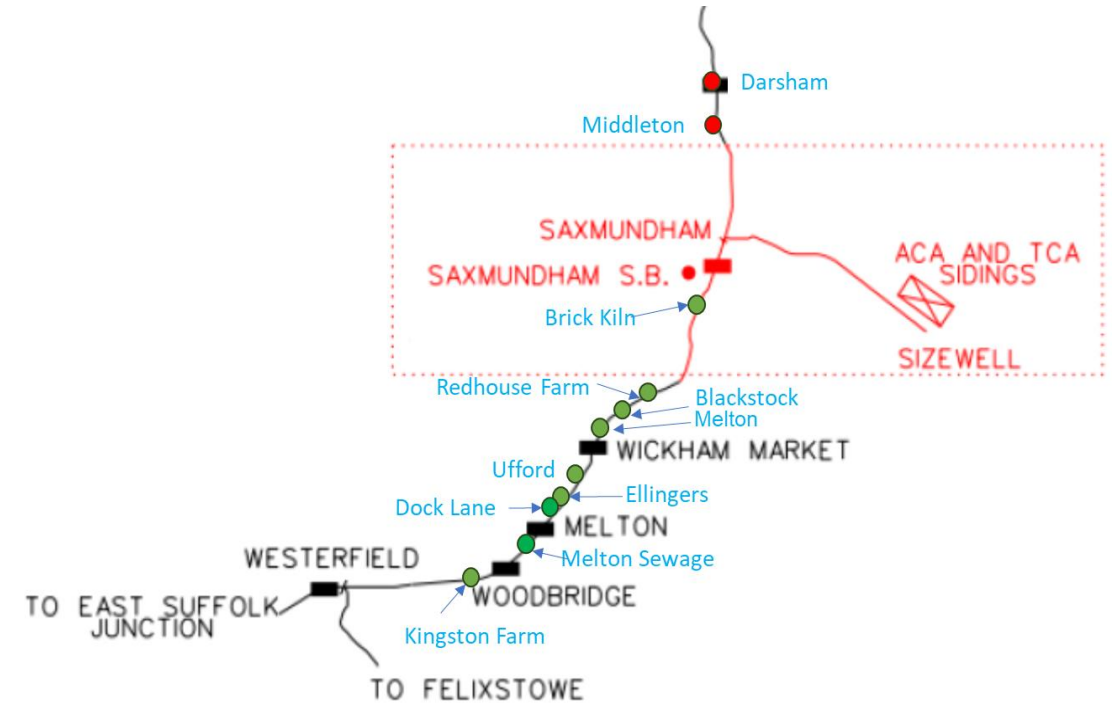 Darsham
Middleton
SAXMUNDHAM
ACA AND TCA
SIDINGS
SAXMUNDHAM S.B.
Brick Kiln
SIZEWELL
Redhouse Farm
Blackstock
Melton
WICKHAM MARKET
Ufford
Ellingers
Dock Lane
MELTON
WESTERFIELD
Melton Sewage
WOODBRIDGE
TO EAST SUFFOLK
JUNCTION
Kingston Farm
TO FELIXSTOWE